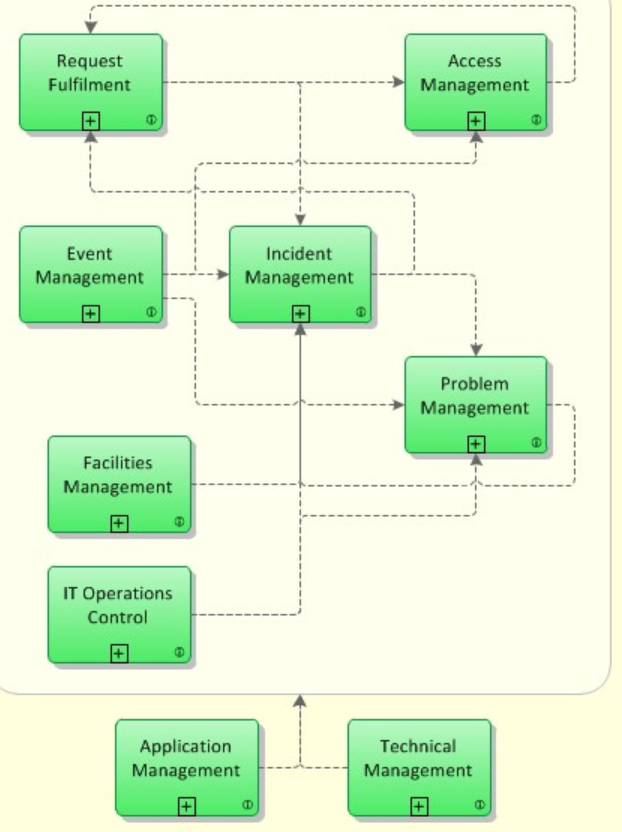 Request
Fulfilment
Access
Management
Event
Management
Incident
Management
Problem
Management
Facilities
Management
IT Operations
Control
Application
Management
Technical
Management